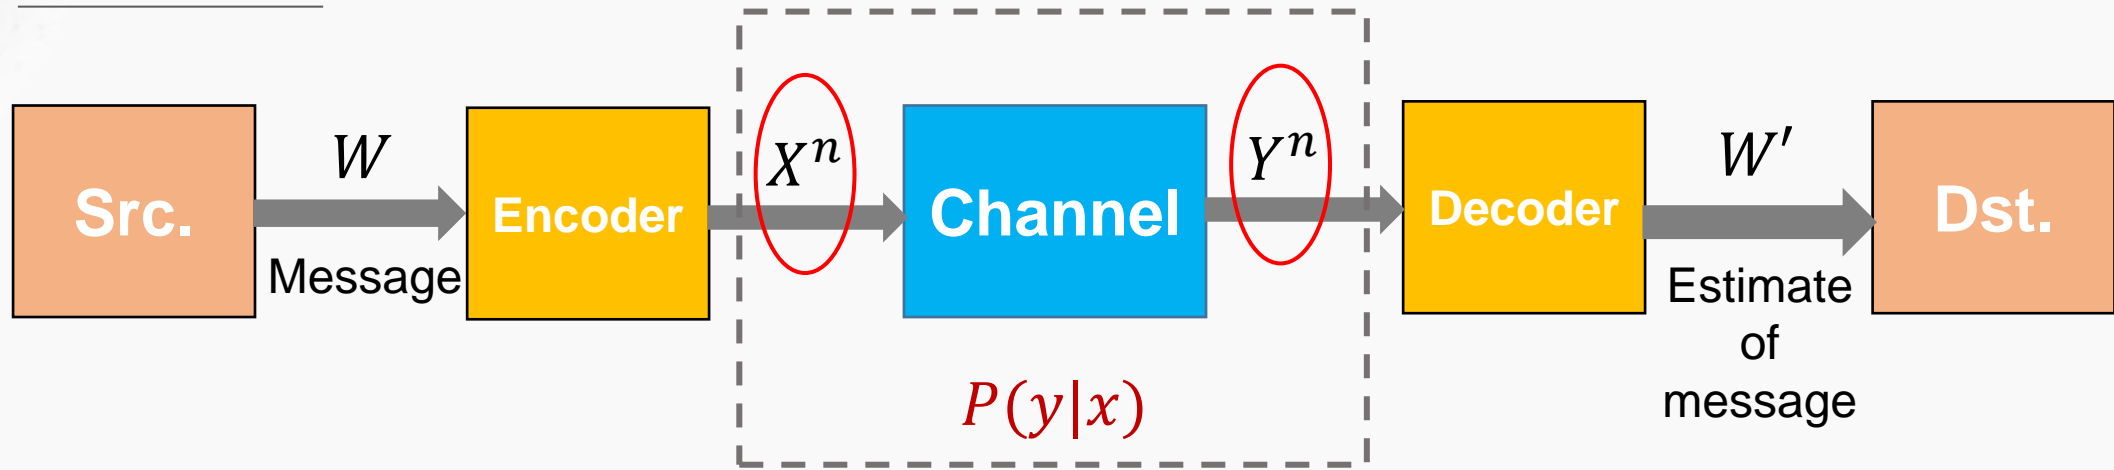 Src.
W
Message
Encoder
Xⁿ
Channel
P(y|x)
Yⁿ
Decoder
W′
Estimate
of
message
Dst.